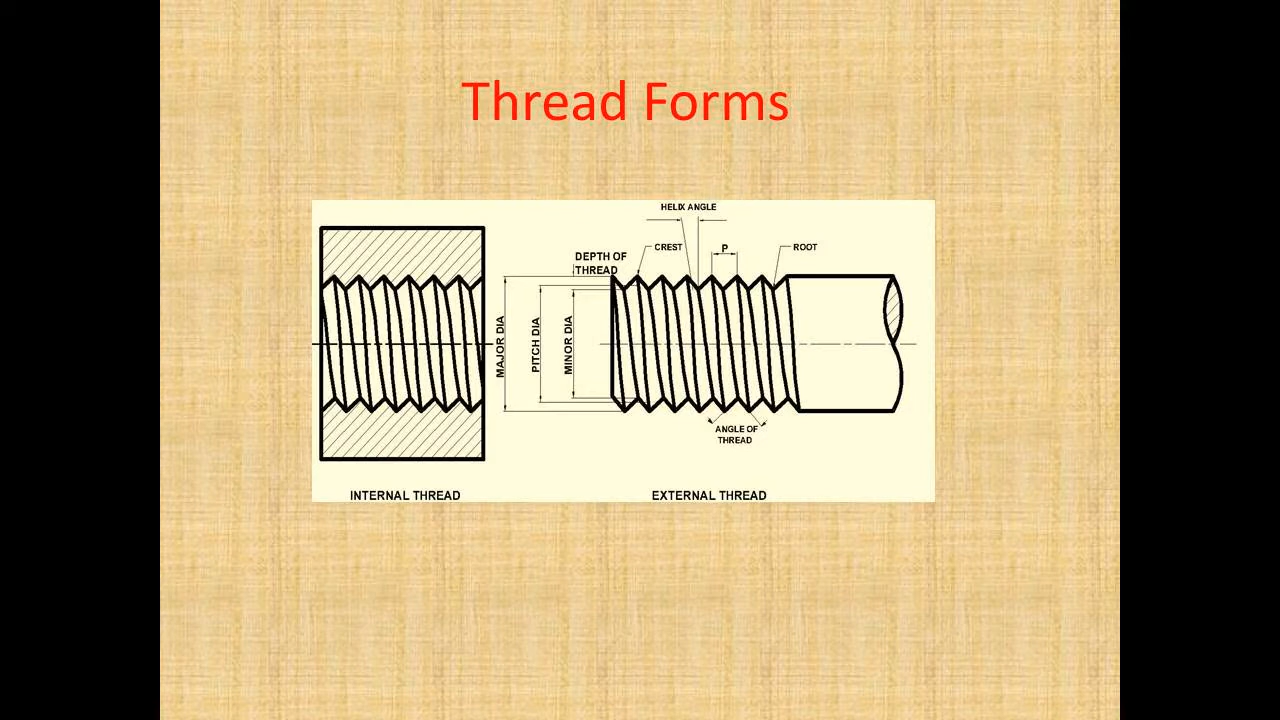 Thread Forms
HELIX ANGLE
DEPTH OF
THREAD
CREST
P
ROOT
MAJOR DIA
PITCH DIA
MINOR DIA
ANGLE OF
THREAD
INTERNAL THREAD
EXTERNAL THREAD